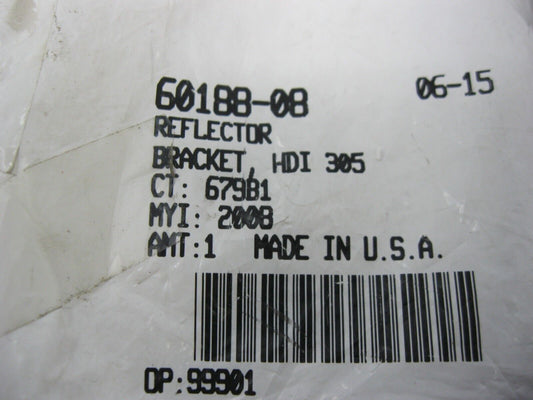 60188-08 06-15
REFLECTOR
BRACKET, HDI 305
CT: 679B1
MYI: 2008
AMT:1 MADE IN U.S.A.
OP:99901